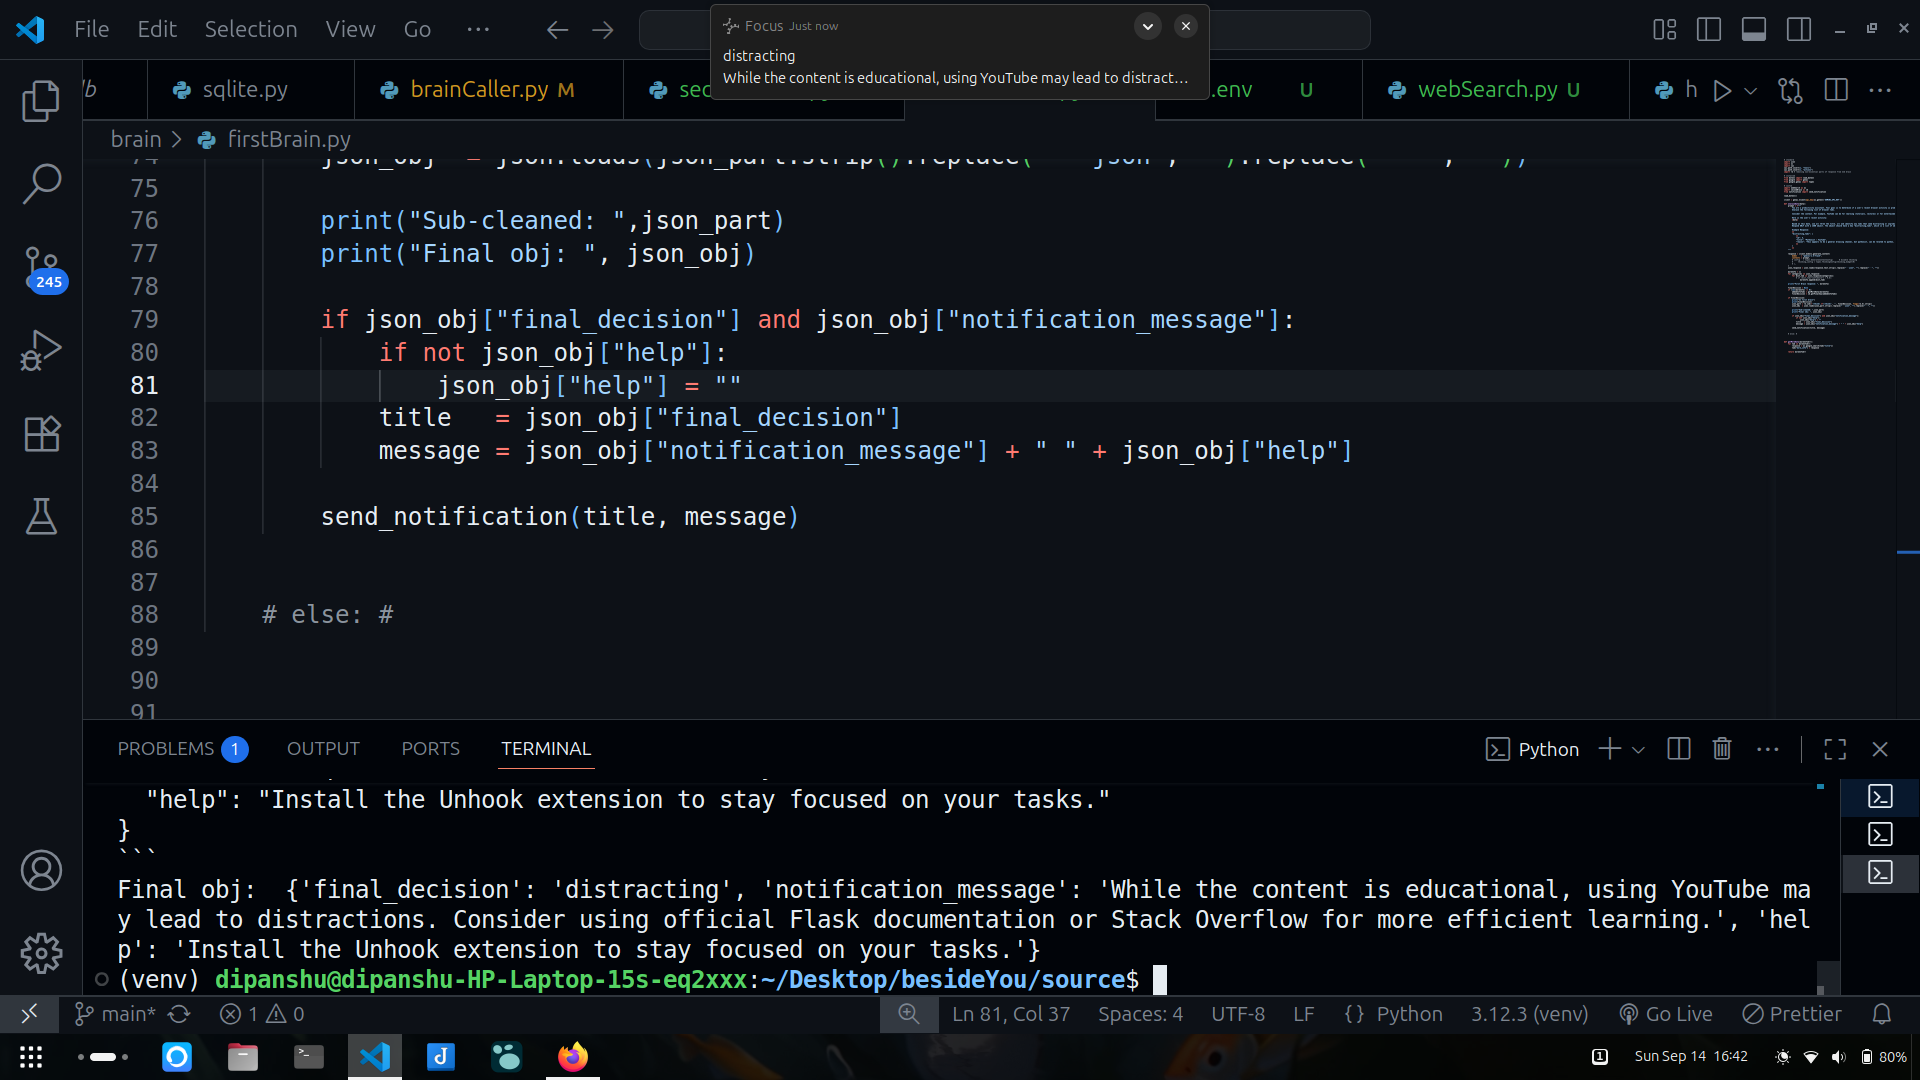 File Edit Selection View Go ···
Focus Just now
distracting
While the content is educational, using YouTube may lead to distract...
sqlite.py
brainCaller.py M
.env U
webSearch.py U
h
brain > firstBrain.py
75
76 print("Sub-cleaned: ",json_part)
77 print("Final obj: ", json_obj)
78
79 if json_obj["final_decision"] and json_obj["notification_message"]:
80 if not json_obj["help"]:
81 json_obj["help"] = ""
82 title = json_obj["final_decision"]
83 message = json_obj["notification_message"] + " " + json_obj["help"]
84
85 send_notification(title, message)
86
87
88 # else: #
89
90
91
245
PROBLEMS 1 OUTPUT PORTS TERMINAL
Python
"help": "Install the Unhook extension to stay focused on your tasks."
}
```
Final obj:  {'final_decision': 'distracting', 'notification_message': 'While the content is educational, using YouTube ma
y lead to distractions. Consider using official Flask documentation or Stack Overflow for more efficient learning.', 'hel
p': 'Install the Unhook extension to stay focused on your tasks.'}
(venv) dipanshu@dipanshu-HP-Laptop-15s-eq2xxx:~/Desktop/besideYou/source$
main* 1 0 Ln 81, Col 37 Spaces: 4 UTF-8 LF {} Python 3.12.3 (venv) Go Live Prettier
1 Sun Sep 14 16:42 80%